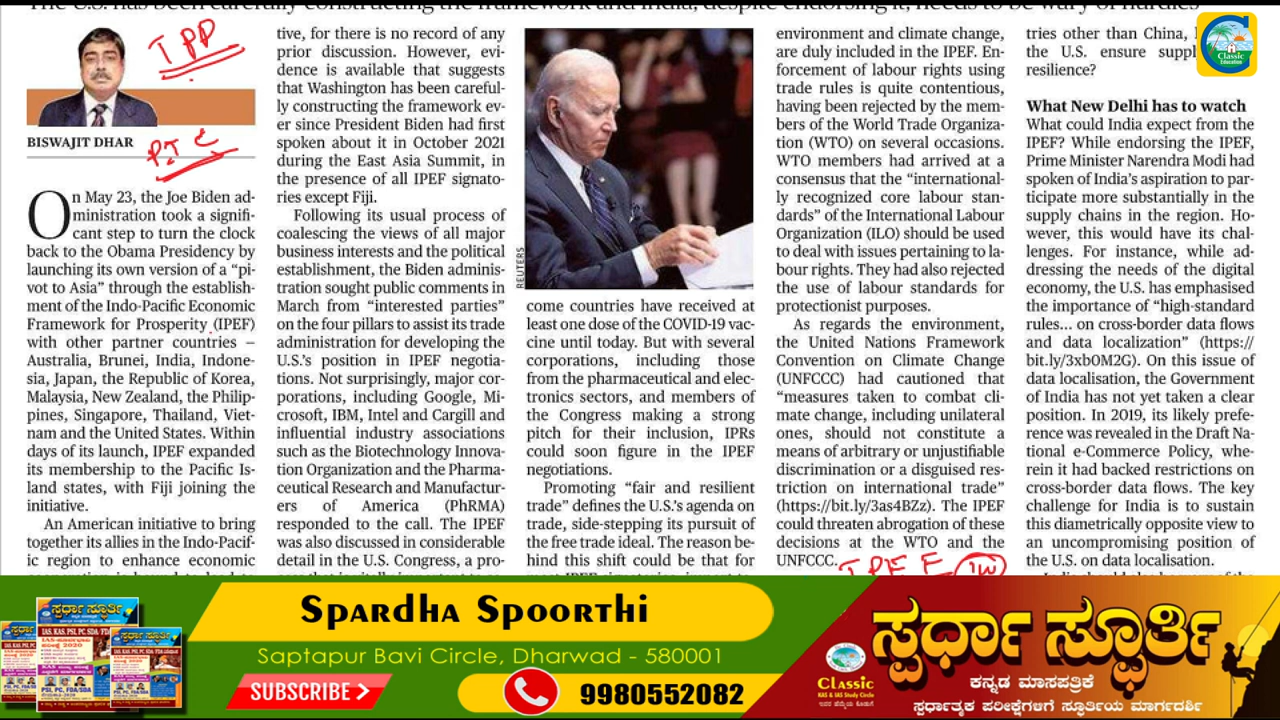 The U.S. has been carefully constructing the framework and India, despite endorsing it, needs to be wary of hurdles
TPP
BISWAJIT DHAR
On May 23, the Joe Biden ad-
ministration took a signifi-
cant step to turn the clock
back to the Obama Presidency by
launching its own version of a “pi-
vot to Asia” through the establish-
ment of the Indo-Pacific Economic
Framework for Prosperity (IPEF)
with other partner countries —
Australia, Brunei, India, Indone-
sia, Japan, the Republic of Korea,
Malaysia, New Zealand, the Philip-
pines, Singapore, Thailand, Viet-
nam and the United States. Within
days of its launch, IPEF expanded
its membership to the Pacific Is-
land states, with Fiji joining the
initiative.
An American initiative to bring
together its allies in the Indo-Pacif-
ic region to enhance economic
tive, for there is no record of any
prior discussion. However, evi-
dence is available that suggests
that Washington has been careful-
ly constructing the framework ev-
er since President Biden had first
spoken about it in October 2021
during the East Asia Summit, in
the presence of all IPEF signato-
ries except Fiji.
Following its usual process of
coalescing the views of all major
business interests and the political
establishment, the Biden adminis-
tration sought public comments in
March from “interested parties”
on the four pillars to assist its trade
administration for developing the
U.S.’s position in IPEF negotia-
tions. Not surprisingly, major cor-
porations, including Google, Mi-
crosoft, IBM, Intel and Cargill and
influential industry associations
such as the Biotechnology Innova-
tion Organization and the Pharma-
ceutical Research and Manufactur-
ers of America (PhRMA)
responded to the call. The IPEF
was also discussed in considerable
detail in the U.S. Congress, a pro-
REUTERS
come countries have received at
least one dose of the COVID-19 vac-
cine until today. But with several
corporations, including those
from the pharmaceutical and elec-
tronics sectors, and members of
the Congress making a strong
pitch for their inclusion, IPRs
could soon figure in the IPEF
negotiations.
Promoting “fair and resilient
trade” defines the U.S.’s agenda on
trade, side-stepping its pursuit of
the free trade ideal. The reason be-
hind this shift could be that for
environment and climate change,
are duly included in the IPEF. En-
forcement of labour rights using
trade rules is quite contentious,
having been rejected by the mem-
bers of the World Trade Organiza-
tion (WTO) on several occasions.
WTO members had arrived at a
consensus that the “international-
ly recognized core labour stan-
dards” of the International Labour
Organization (ILO) should be used
to deal with issues pertaining to la-
bour rights. They had also rejected
the use of labour standards for
protectionist purposes.
As regards the environment,
the United Nations Framework
Convention on Climate Change
(UNFCCC) had cautioned that
“measures taken to combat cli-
mate change, including unilateral
ones, should not constitute a
means of arbitrary or unjustifiable
discrimination or a disguised res-
triction on international trade”
(https://bit.ly/3as4BZz). The IPEF
could threaten abrogation of these
decisions at the WTO and the
UNFCCC.
IPEF
tries other than China,
the U.S. ensure
resilience?
What New Delhi has to watch
What could India expect from the
IPEF? While endorsing the IPEF,
Prime Minister Narendra Modi had
spoken of India’s aspiration to par-
ticipate more substantially in the
supply chains in the region. Ho-
wever, this would have its chal-
lenges. For instance, while ad-
dressing the needs of the digital
economy, the U.S. has emphasised
the importance of “high-standard
rules... on cross-border data flows
and data localization” (https://
bit.ly/3xb0M2G). On this issue of
data localisation, the Government
of India has not yet taken a clear
position. In 2019, its likely prefe-
rence was revealed in the Draft Na-
tional e-Commerce Policy, whe-
rein it had backed restrictions on
cross-border data flows. The key
challenge for India is to sustain
this diametrically opposite view to
an uncompromising position of
the U.S. on data localisation.
Classic
Education
SPARDHA SPOORTHI
Saptapur Bavi Circle, Dharwad - 580001
SUBSCRIBE
9980552082
Classic
KAS & IAS Study Circle
ಸ್ಪರ್ಧಾ ಸ್ಫೂರ್ತಿ
ಕನ್ನಡ ಮಾಸಪತ್ರಿಕೆ
ಸ್ಪರ್ಧಾತ್ಮಕ ಪರೀಕ್ಷೆಗಳಿಗೆ ಸ್ಫೂರ್ತಿಯ ಮಾರ್ಗದರ್ಶಿ